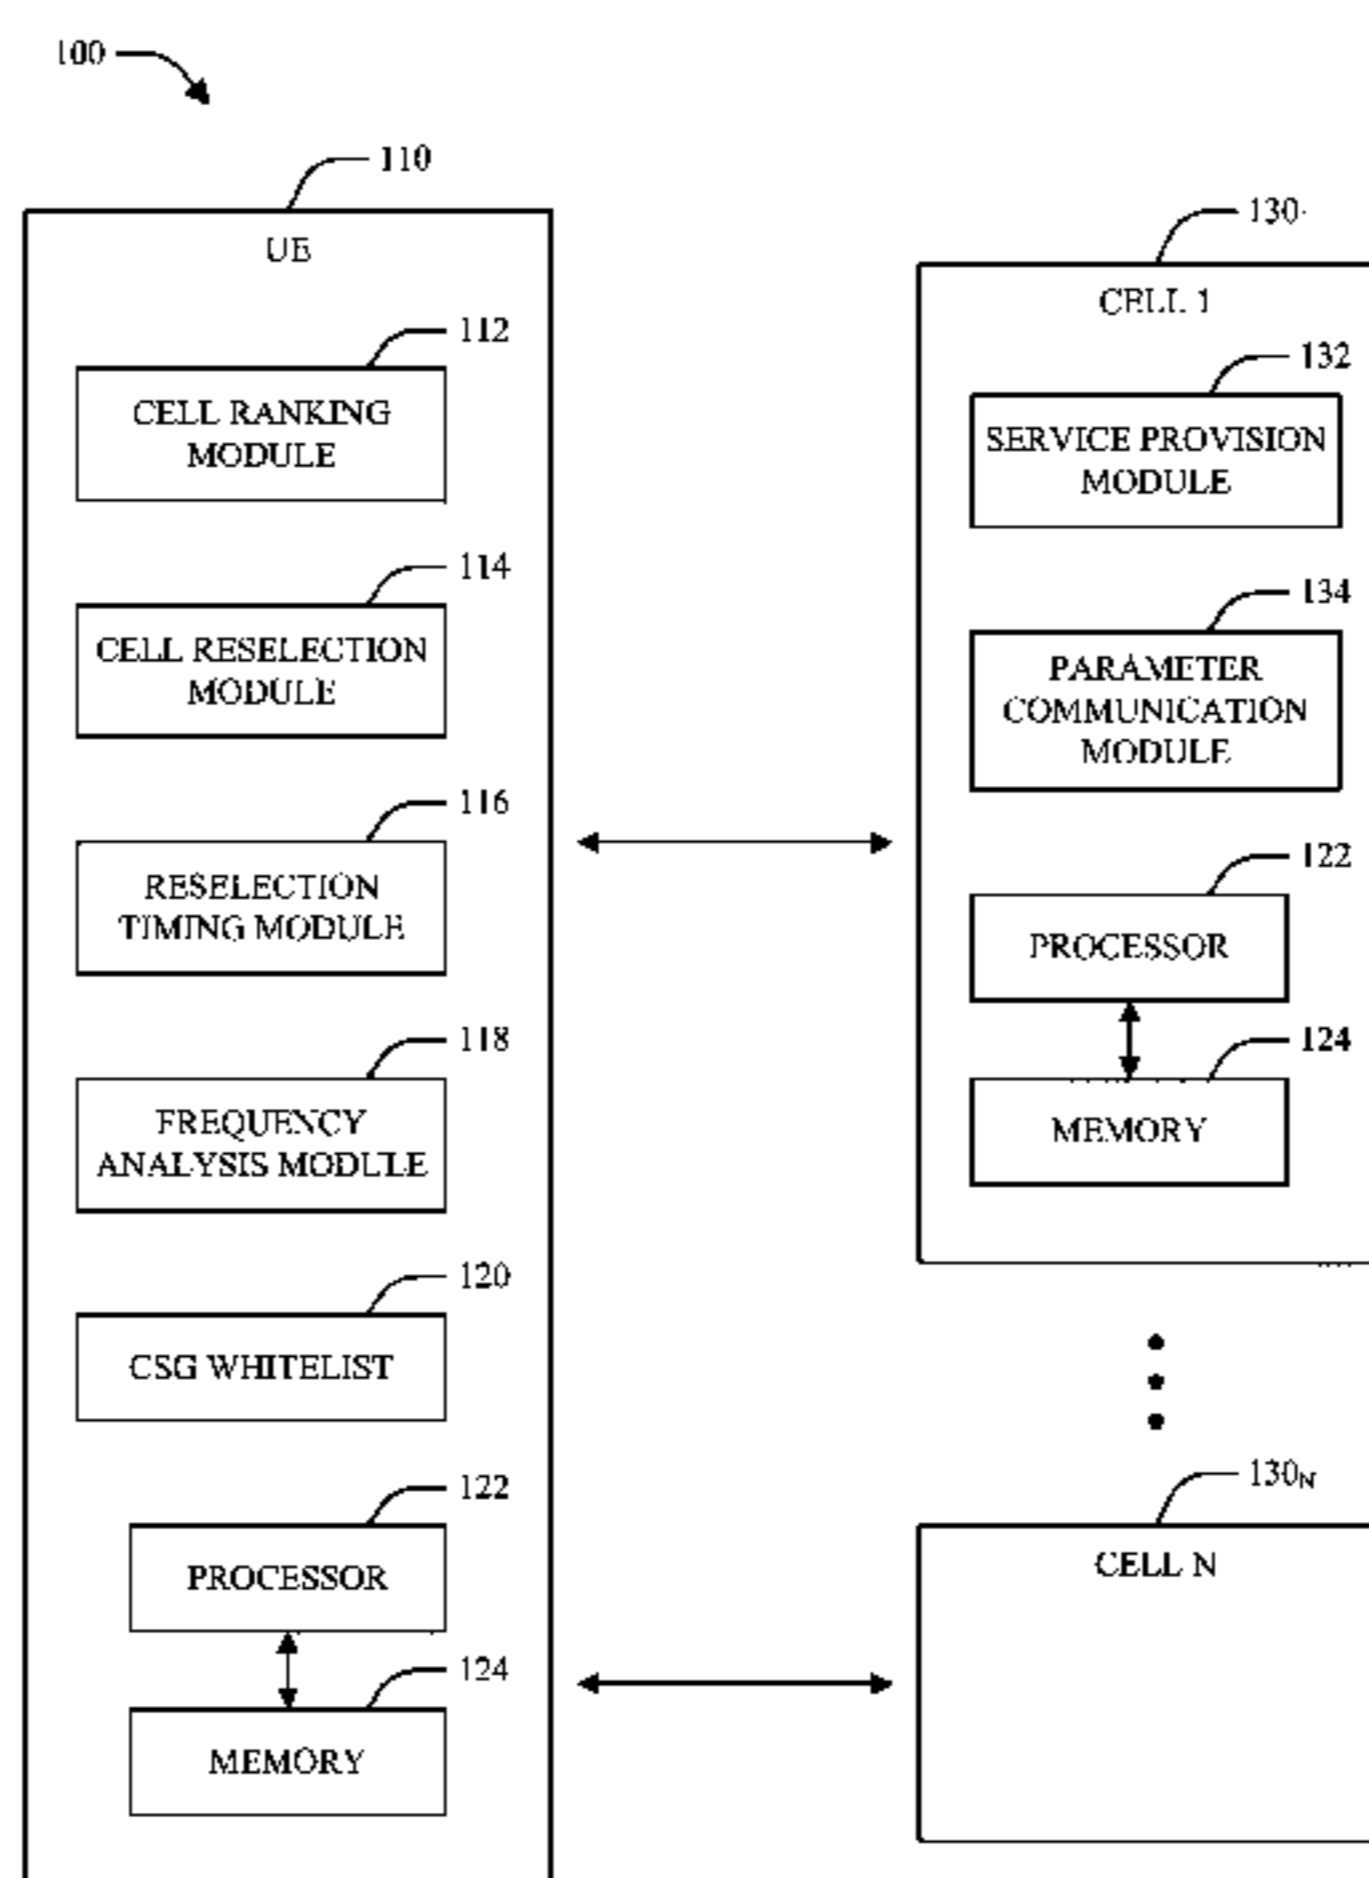 100
110
UE
112
CELL RANKING
MODULE
114
CELL RESELECTION
MODULE
116
RESELECTION
TIMING MODULE
118
FREQUENCY
ANALYSIS MODULE
120
CSG WHITELIST
122
PROCESSOR
124
MEMORY
130
CELL 1
132
SERVICE PROVISION
MODULE
134
PARAMETER
COMMUNICATION
MODULE
122
PROCESSOR
124
MEMORY
130N
CELL N